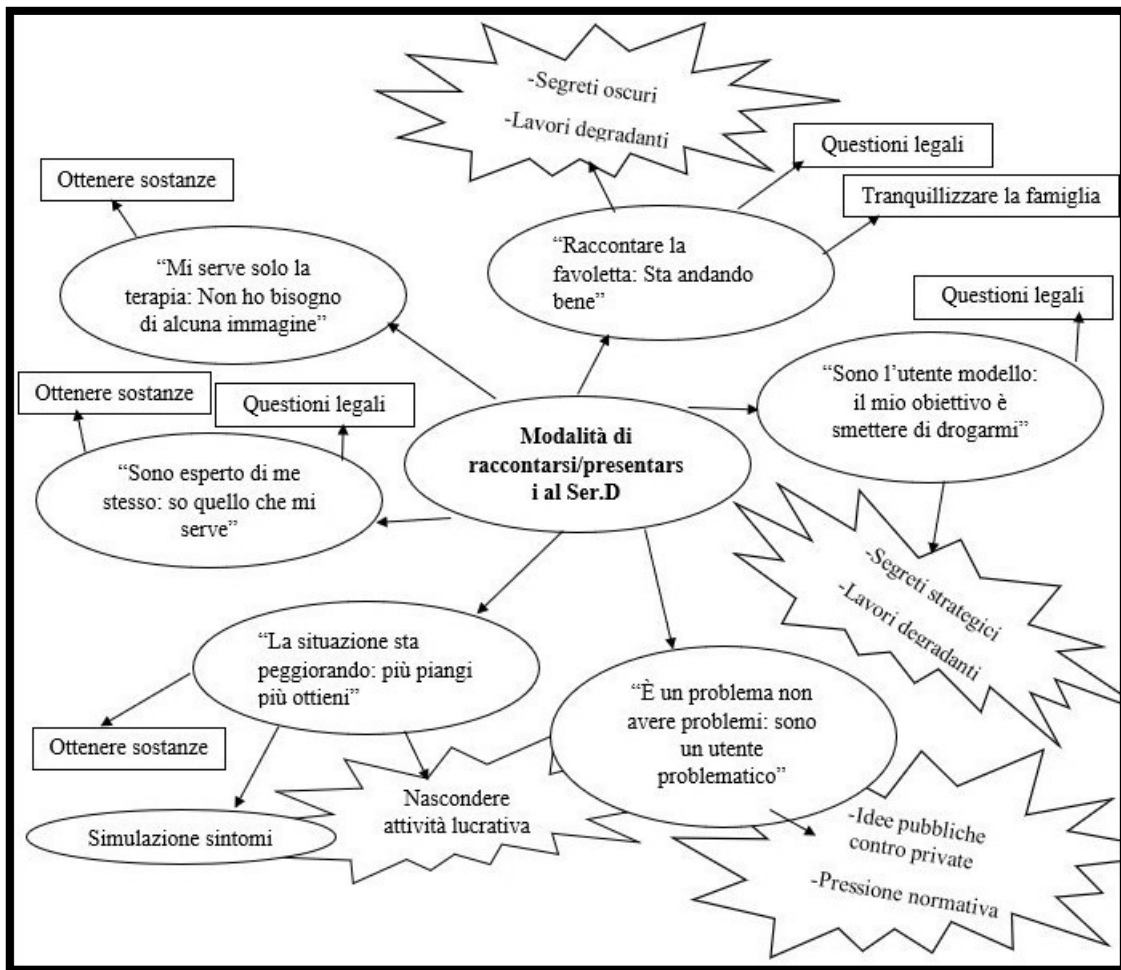 -Segreti oscuri
-Lavori degradanti
Questioni legali
Ottenere sostanze
Tranquillizzare la famiglia
“Raccontare la
favoletta: Sta andando
bene”
“Mi serve solo la
terapia: Non ho bisogno
di alcuna immagine”
Questioni legali
Ottenere sostanze
Questioni legali
“Sono l’utente modello:
il mio obiettivo è
smettere di drogarmi”
Modalità di
raccontarsi/presentars
i al Ser.D
“Sono esperto di me
stesso: so quello che mi
serve”
-Segreti strategici
-Lavori degradanti
“La situazione sta
peggiorando: più piangi
più ottieni”
“È un problema non
avere problemi: sono
un utente
problematico”
Ottenere sostanze
Nascondere
attività lucrativa
Simulazione sintomi
-Idee pubbliche
contro private
-Pressione normativa